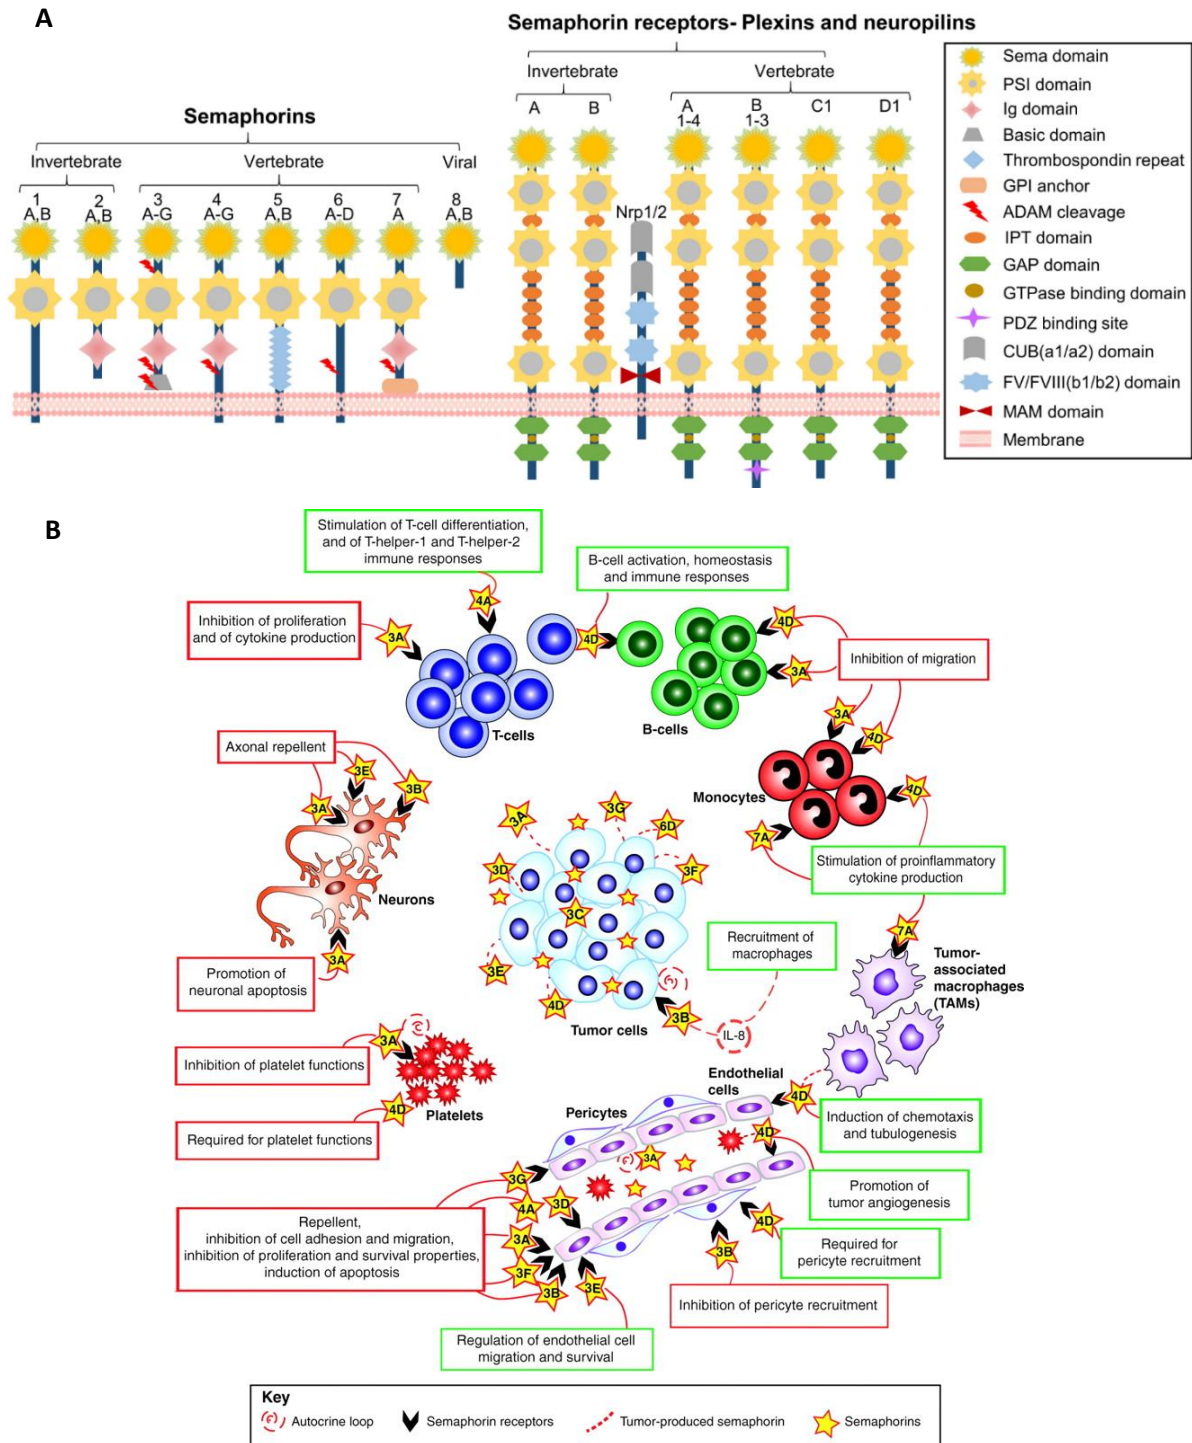 A
Semaphorin receptors- Plexins and neuropilins
Invertebrate
Vertebrate
A
B
A
1-4
B
1-3
C1
D1
Nrp1/2
Semaphorins
Invertebrate
Vertebrate
Viral
1
A,B
2
A,B
3
A-G
4
A-G
5
A,B
6
A-D
7
A
8
A,B
Sema domain
PSI domain
Ig domain
Basic domain
Thrombospondin repeat
GPI anchor
ADAM cleavage
IPT domain
GAP domain
GTPase binding domain
PDZ binding site
CUB(a1/a2) domain
FV/FVIII(b1/b2) domain
MAM domain
Membrane
B
Stimulation of T-cell differentiation,
and of T-helper-1 and T-helper-2
immune responses
B-cell activation, homeostasis
and immune responses
4A
Inhibition of proliferation
and of cytokine production
3A
4D
4D
3A
Inhibition of migration
T-cells
B-cells
3A
4D
Axonal repellent
3E
3B
3A
Neurons
3A
Promotion of
neuronal apoptosis
Monocytes
4D
7A
Stimulation of proinflammatory
cytokine production
3A
3G
6D
3D
3F
3C
3E
4D
3B
Tumor cells
Recruitment of
macrophages
IL-8
7A
Tumor-
associated
macrophages
(TAMs)
Inhibition of platelet functions
3A
4D
Platelets
Required for platelet functions
Endothelial
cells
Pericytes
4D
Induction of chemotaxis
and tubulogenesis
4D
3A
Promotion of
tumor angiogenesis
3G
4A
3D
3A
3F
3B
3E
Repellent,
inhibition of cell adhesion and migration,
inhibition of proliferation and survival properties,
induction of apoptosis
4D
3B
Required for
pericyte recruitment
Inhibition of pericyte recruitment
Regulation of endothelial cell
migration and survival
Key
Autocrine loop
Semaphorin receptors
Tumor-produced semaphorin
Semaphorins